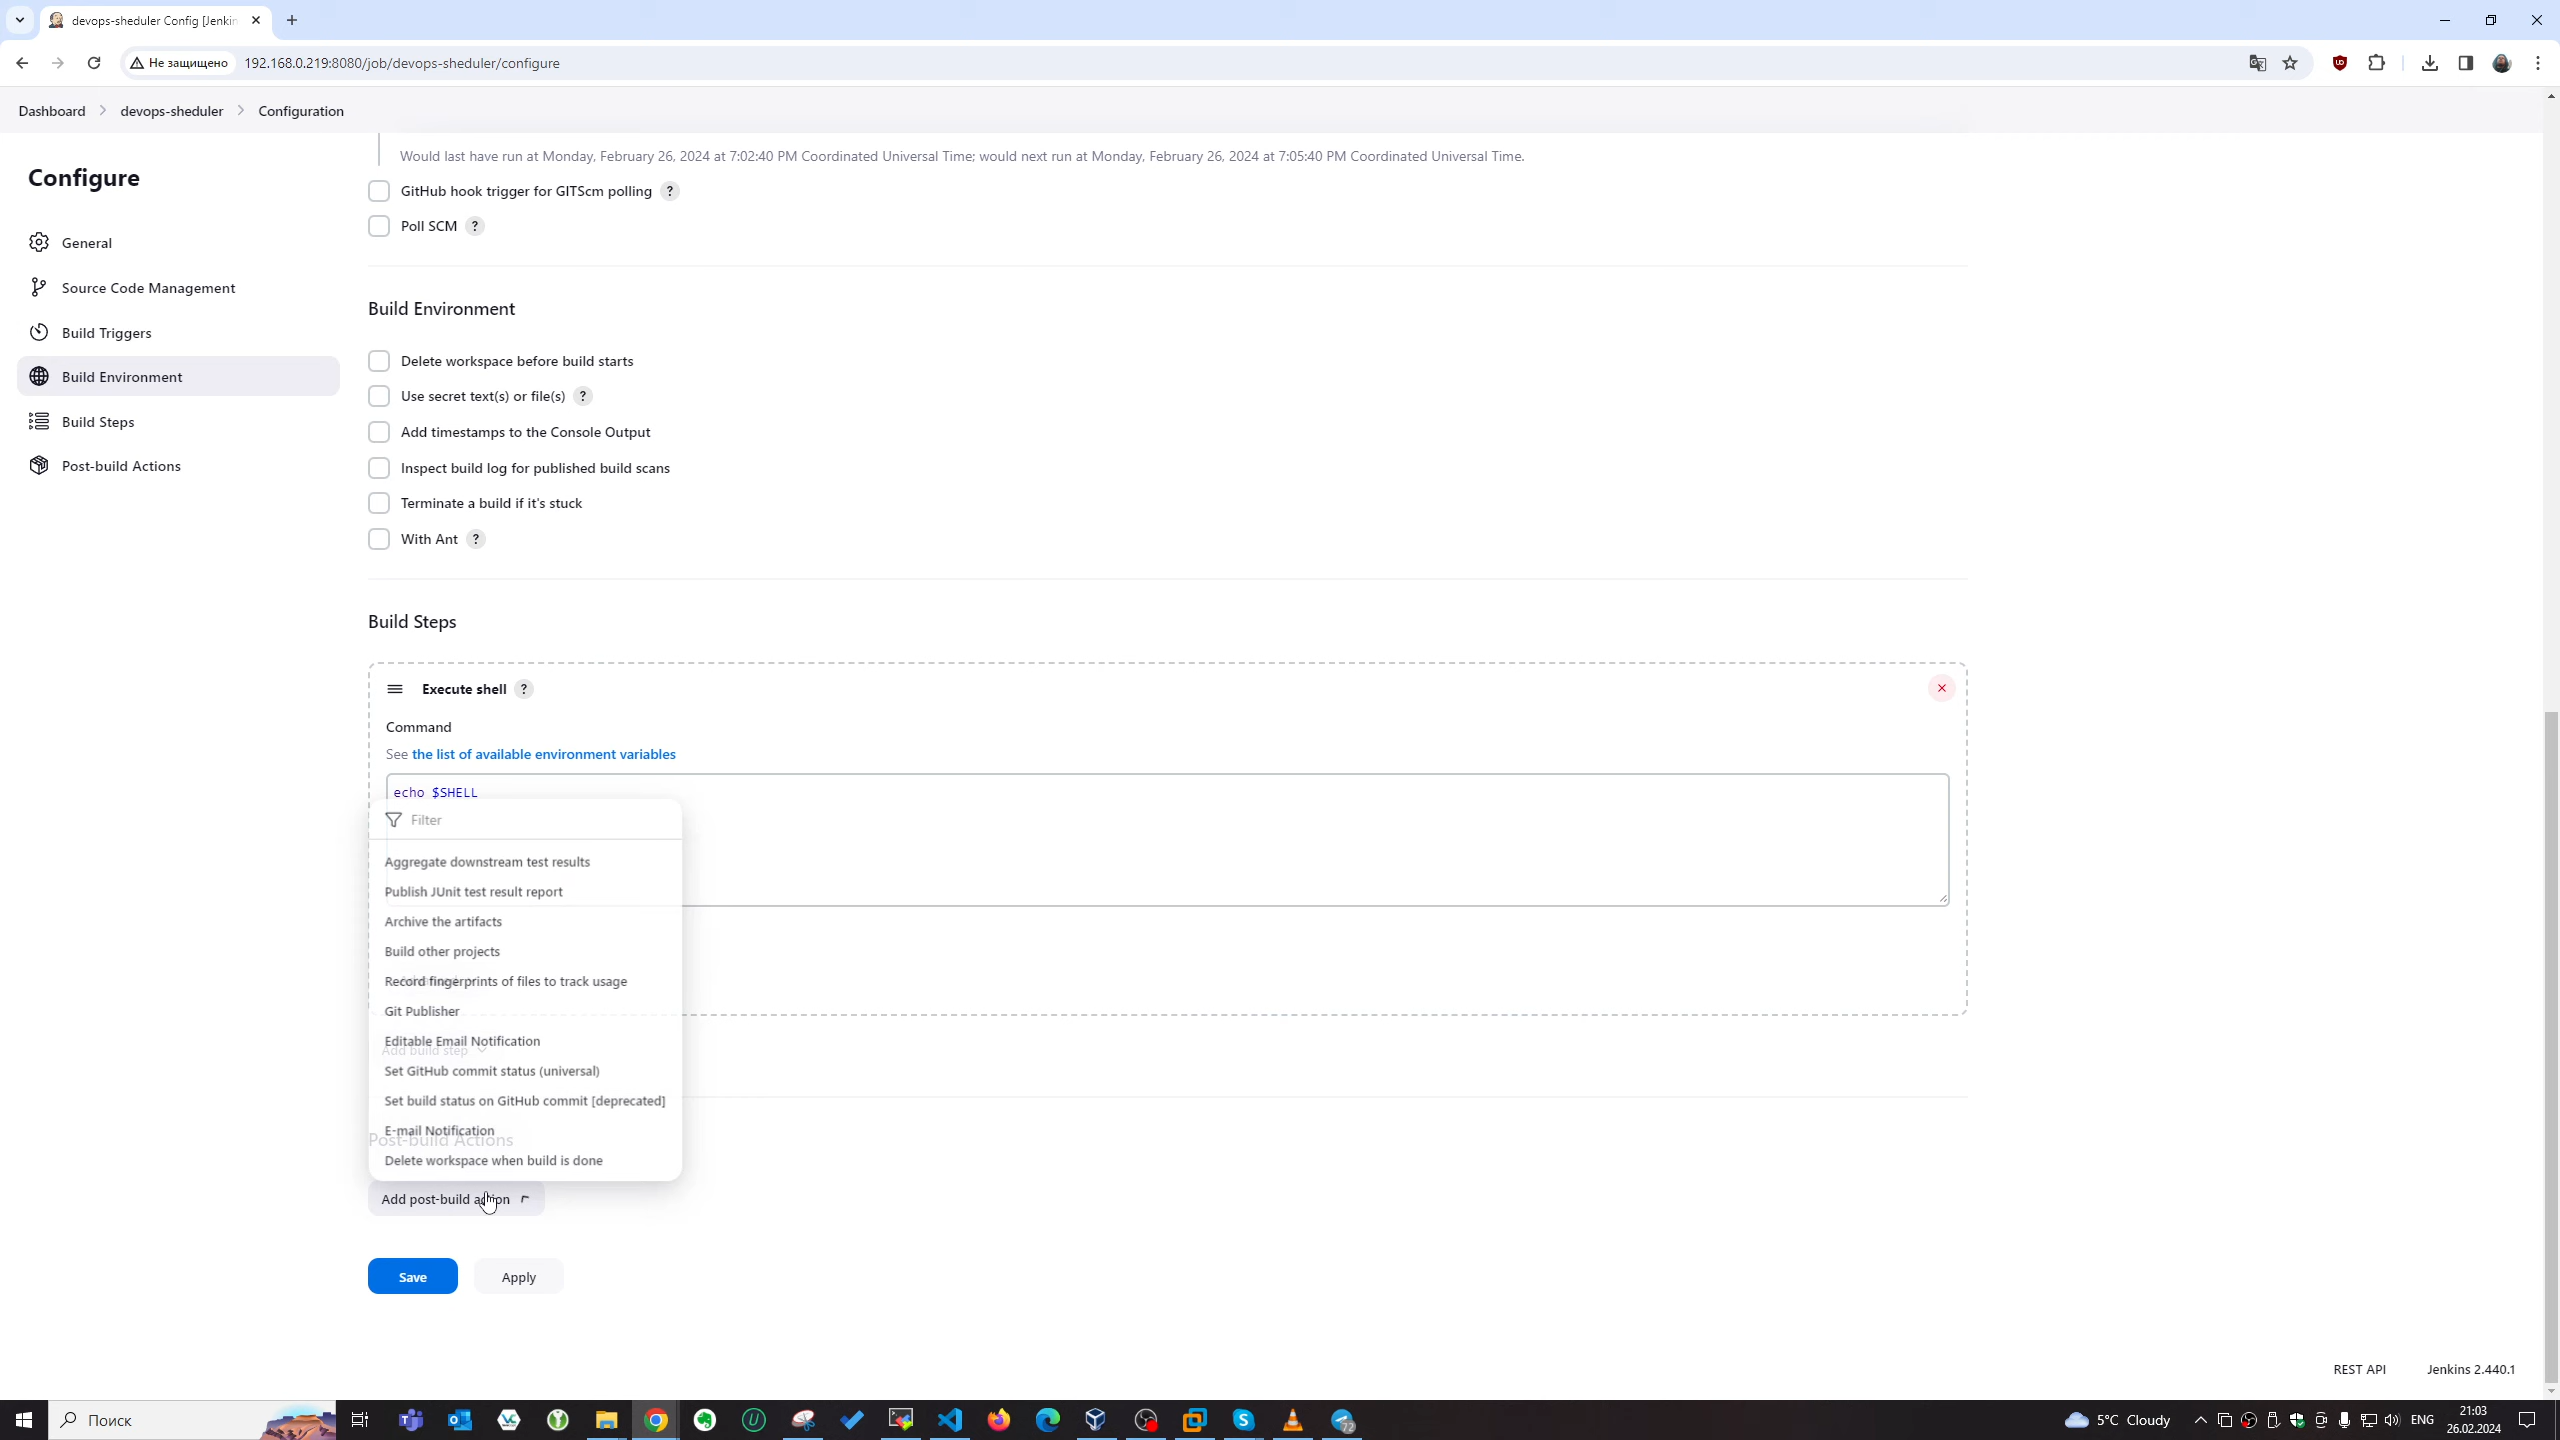 devops-sheduler Config [Jenkin
Не защищено
192.168.0.219:8080/job/devops-sheduler/configure
Dashboard
devops-sheduler
Configuration
Configure
General
Source Code Management
Build Triggers
Build Environment
Build Steps
Post-build Actions
Would last have run at Monday, February 26, 2024 at 7:02:40 PM Coordinated Universal Time; would next run at Monday, February 26, 2024 at 7:05:40 PM Coordinated Universal Time.
GitHub hook trigger for GITScm polling ?
Poll SCM ?
Build Environment
Delete workspace before build starts
Use secret text(s) or file(s) ?
Add timestamps to the Console Output
Inspect build log for published build scans
Terminate a build if it's stuck
With Ant ?
Build Steps
Execute shell ?
Command
See the list of available environment variables
echo $SHELL
Filter
Aggregate downstream test results
Publish JUnit test result report
Archive the artifacts
Build other projects
Record fingerprints of files to track usage
Git Publisher
Editable Email Notification
Add build step
Set GitHub commit status (universal)
Set build status on GitHub commit [deprecated]
E-mail Notification
Post-build Actions
Delete workspace when build is done
Add post-build action
Save
Apply
REST API
Jenkins 2.440.1
Поиск
72
5°C Cloudy
ENG
21:03
26.02.2024